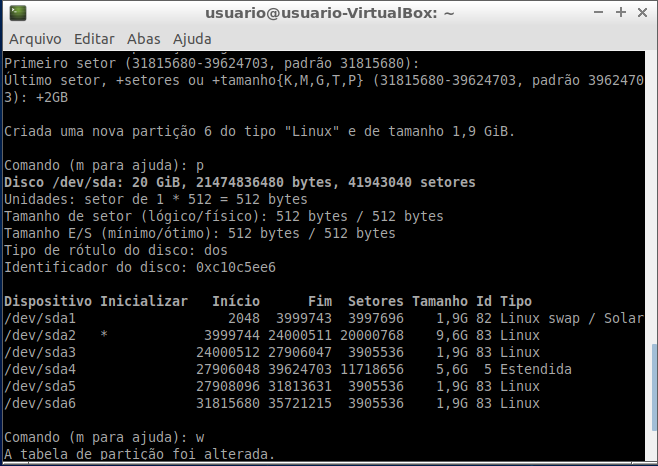 usuario@usuario-VirtualBox: ~
Arquivo Editar Abas Ajuda
Primeiro setor (31815680-39624703, padrão 31815680):
Último setor, +setores ou +tamanho{K,M,G,T,P} (31815680-39624703, padrão 3962470
3): +2GB
Criada uma nova partição 6 do tipo "Linux" e de tamanho 1,9 GiB.
Comando (m para ajuda): p
Disco /dev/sda: 20 GiB, 21474836480 bytes, 41943040 setores
Unidades: setor de 1 * 512 = 512 bytes
Tamanho de setor (lógico/físico): 512 bytes / 512 bytes
Tamanho E/S (mínimo/ótimo): 512 bytes / 512 bytes
Tipo de rótulo do disco: dos
Identificador do disco: 0xc10c5ee6
Dispositivo Inicializar Início Fim Setores Tamanho Id Tipo
/dev/sda1 2048 3999743 3997696 1,9G 82 Linux swap / Solar
/dev/sda2 * 3999744 24000511 20000768 9,6G 83 Linux
/dev/sda3 24000512 27906047 3905536 1,9G 83 Linux
/dev/sda4 27906048 39624703 11718656 5,6G 5 Estendida
/dev/sda5 27908096 31813631 3905536 1,9G 83 Linux
/dev/sda6 31815680 35721215 3905536 1,9G 83 Linux
Comando (m para ajuda): w
A tabela de partição foi alterada.